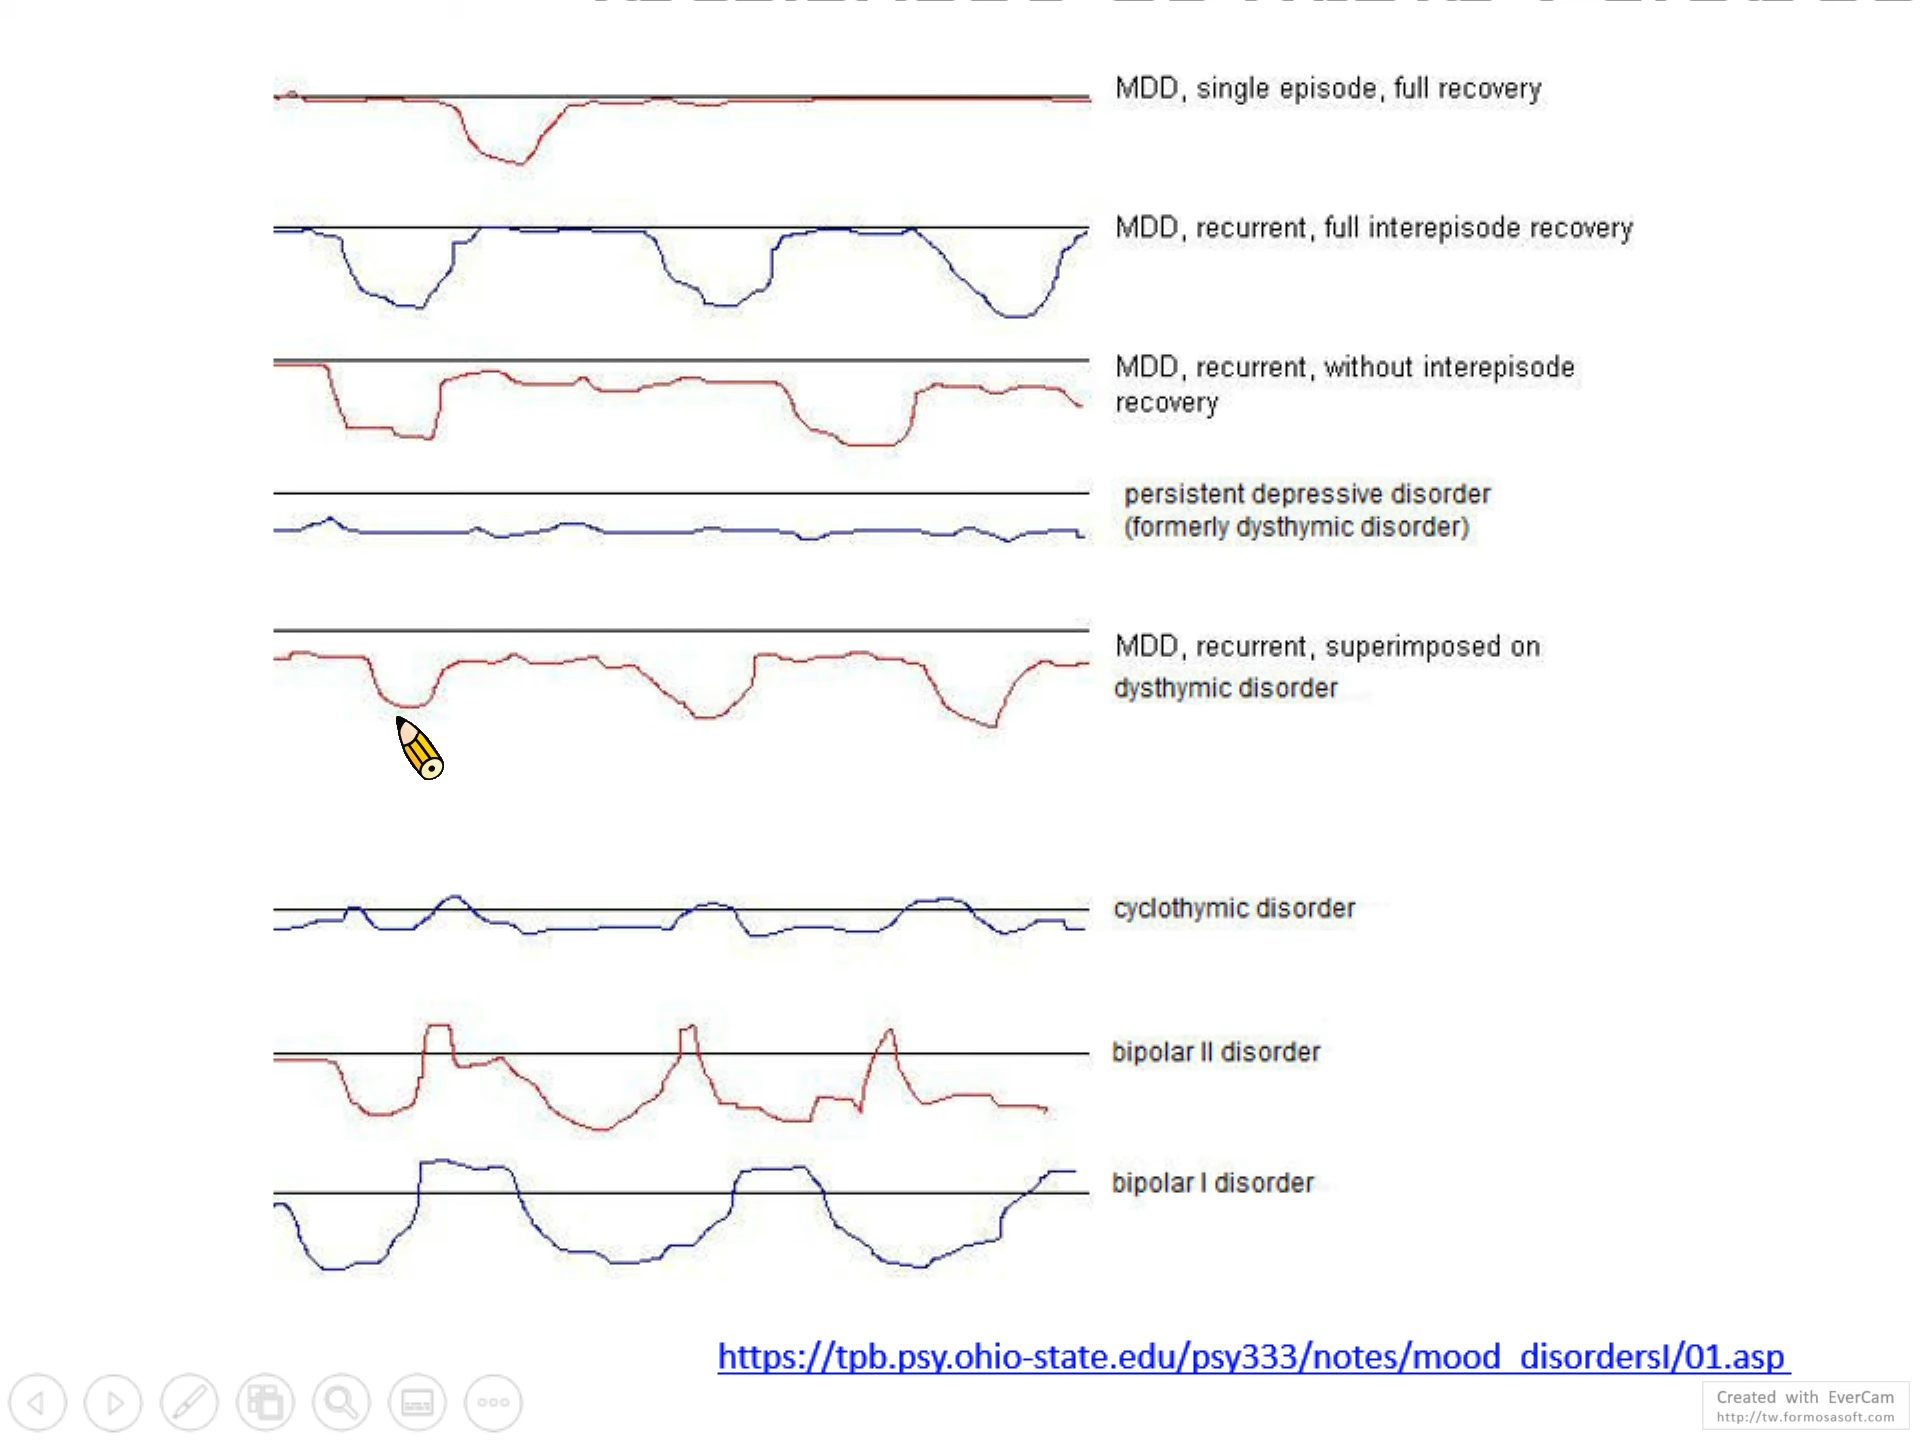 MDD, single episode, full recovery
MDD, recurrent, full interepisode recovery
MDD, recurrent, without interepisode
recovery
persistent depressive disorder
(formerly dysthymic disorder)
MDD, recurrent, superimposed on
dysthymic disorder
cyclothymic disorder
bipolar II disorder
bipolar I disorder
https://tpb.psy.ohio-state.edu/psy333/notes/mood_disordersI/01.asp
Created with EverCam
http://tw.formosasoft.com